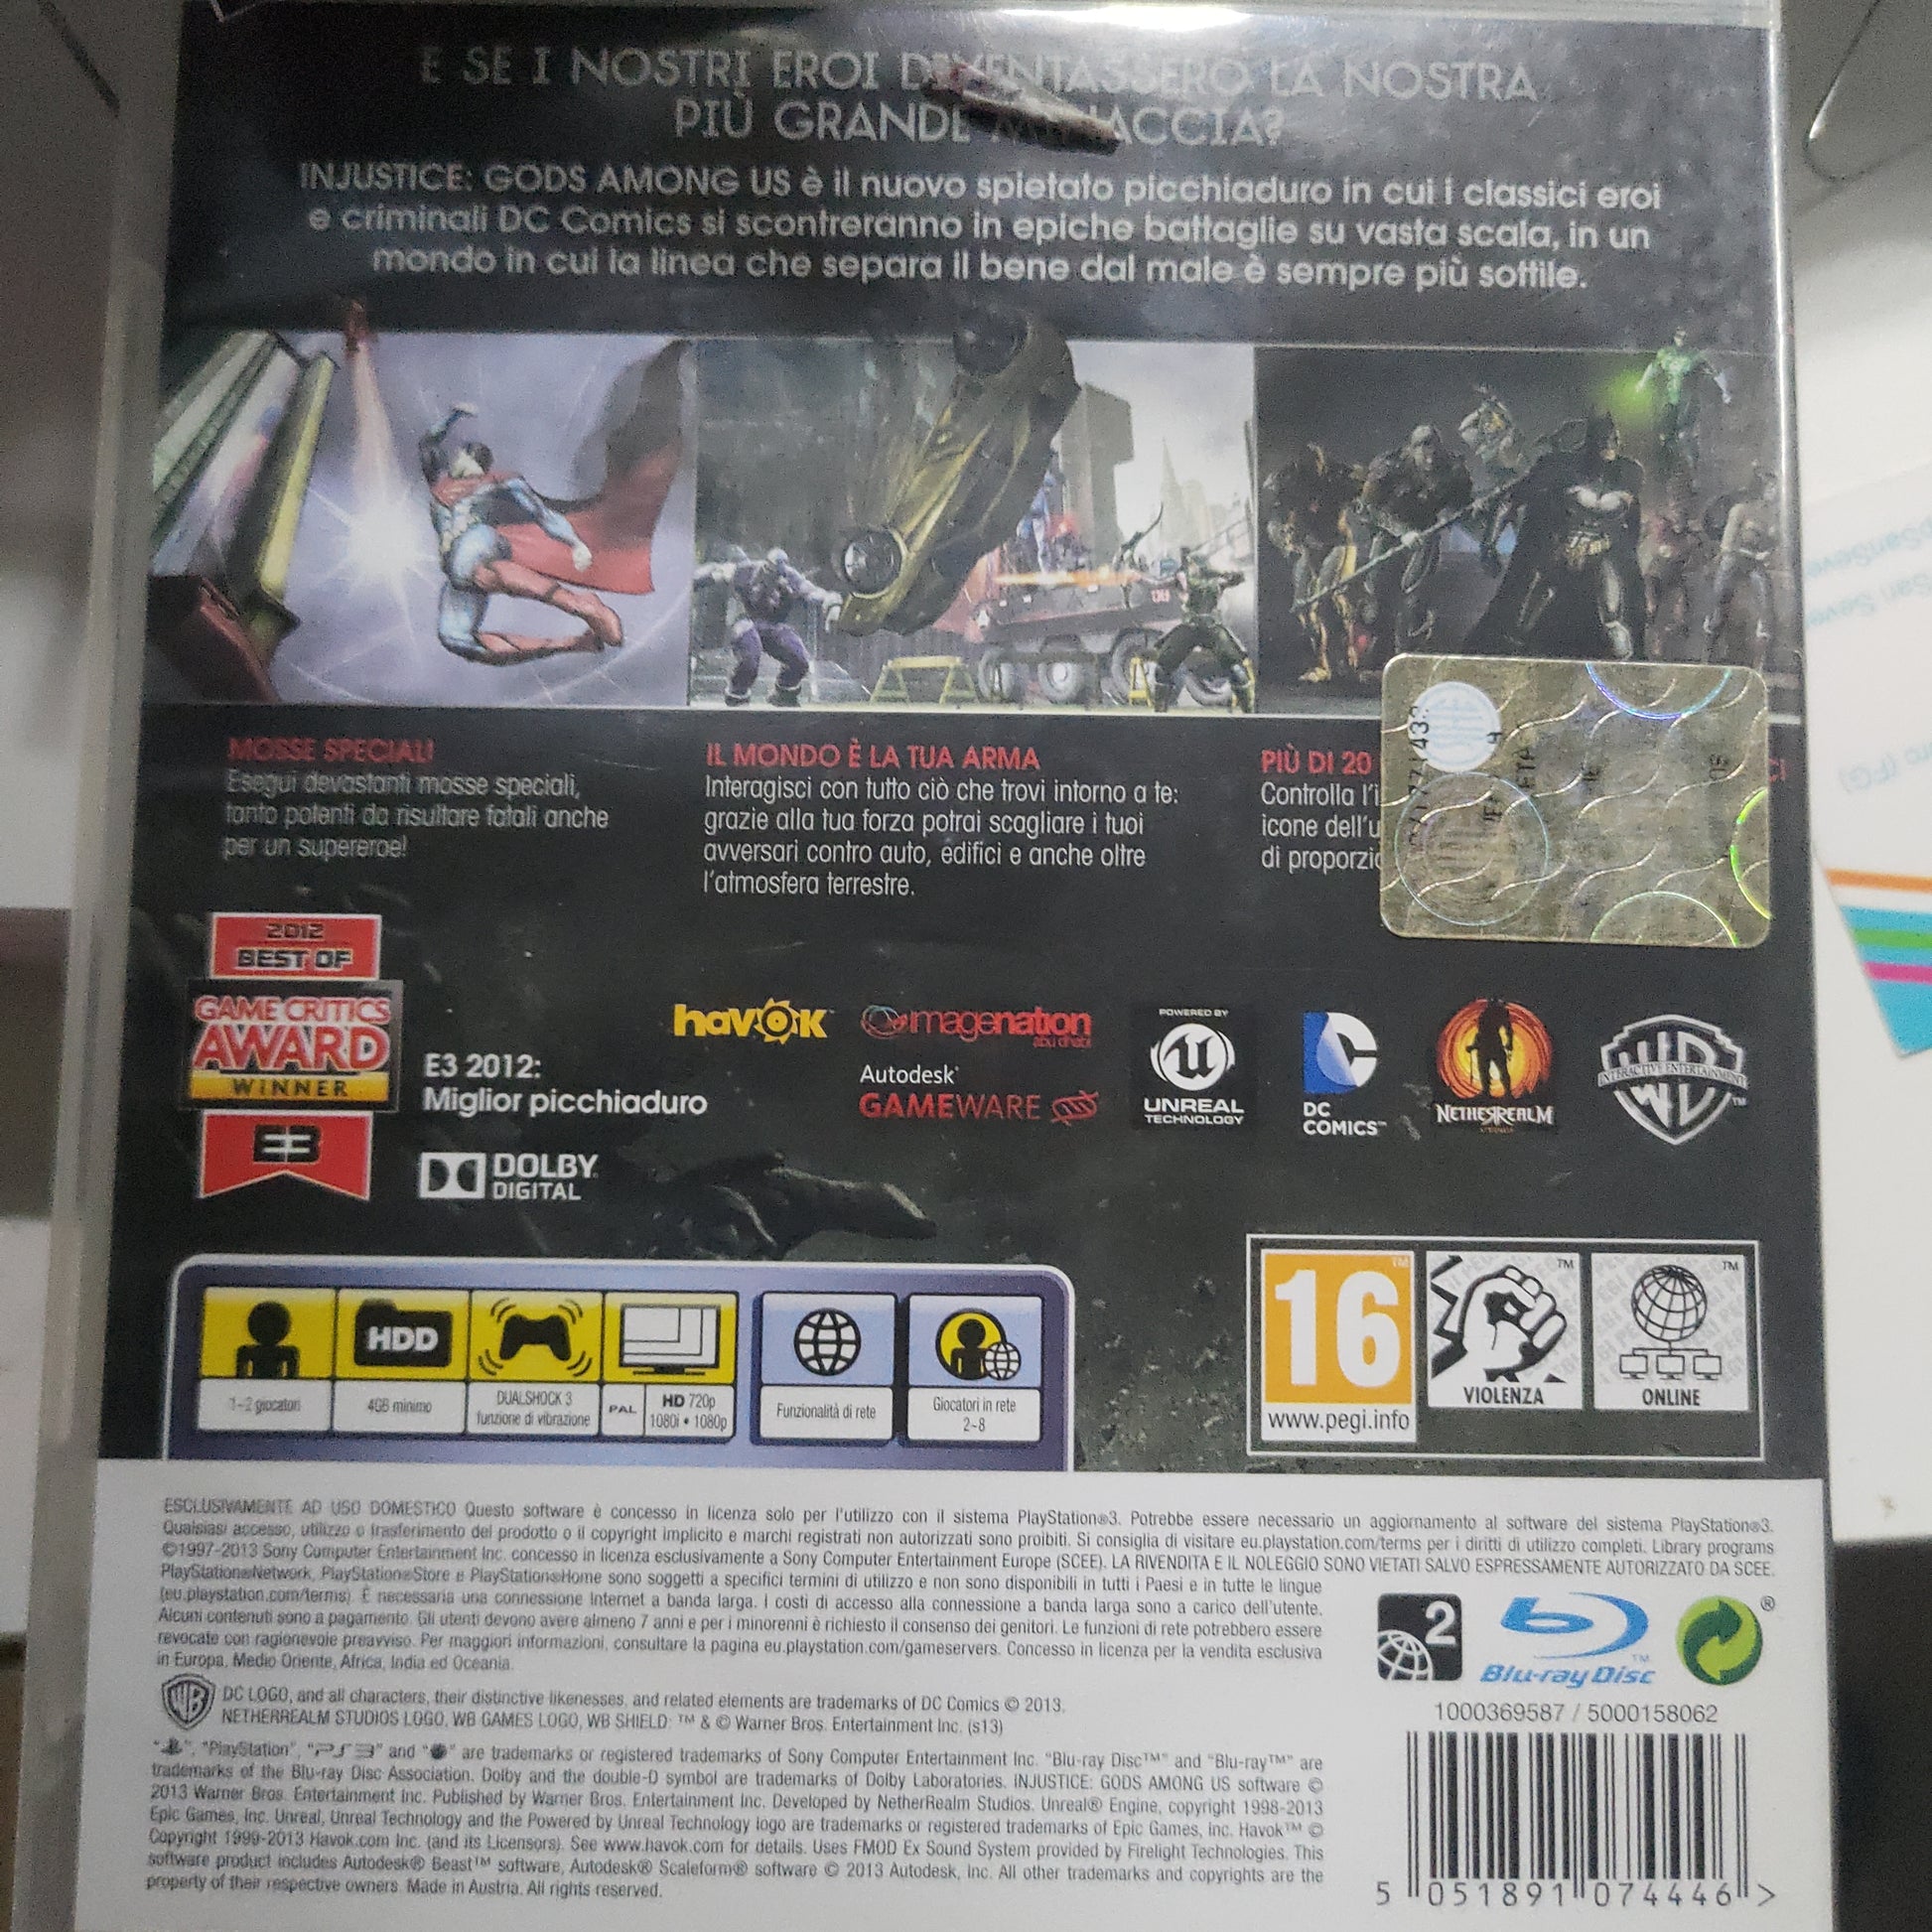 E SE I NOSTRI EROI DIVENTASSERO LA NOSTRA
PIÙ GRANDE MINACCIA?
INJUSTICE: GODS AMONG US è il nuovo spietato picchiaduro in cui i classici eroi
e criminali DC Comics si scontreranno in epiche battaglie su vasta scala, in un
mondo in cui la linea che separa il bene dal male è sempre più sottile.
MOSSE SPECIALI
Esegui devastanti mosse speciali,
tanto potenti da risultare fatali anche
per un supereroe!
IL MONDO È LA TUA ARMA
Interagisci con tutto ciò che trovi intorno a te:
grazie alla tua forza potrai scagliare i tuoi
avversari contro auto, edifici e anche oltre
l'atmosfera terrestre.
PIÙ DI 20
Controlla
icone
di
2012
BEST OF
GAME CRITICS
AWARD
WINNER
E3
E3 2012:
Miglior picchiaduro
DOLBY
DIGITAL
havok
imagenation
abu dhabi
Autodesk®
GAMEWARE
POWERED BY
UNREAL
TECHNOLOGY
DC
COMICS™
NETHERREALM
STUDIOS
WB
INTERACTIVE ENTERTAINMENT
™
HDD
1-2 giocatori
4GB minimo
DUALSHOCK 3
funzione di vibrazione
PAL
HD 720p
1080i • 1080p
Funzionalità di rete
Giocatori in rete
2~8
16
www.pegi.info
VIOLENZA
ONLINE
ESCLUSIVAMENTE AD USO DOMESTICO Questo software è concesso in licenza solo per l'utilizzo con il sistema PlayStation®3. Potrebbe essere necessario un aggiornamento al software del sistema PlayStation®3.
Qualsiasi accesso, utilizzo o trasferimento del prodotto o il copyright implicito e marchi registrati non autorizzati sono proibiti. Si consiglia di visitare eu.playstation.com/terms per i diritti di utilizzo completi. Library programs
©1997-2013 Sony Computer Entertainment Inc. concesso in licenza esclusivamente a Sony Computer Entertainment Europe (SCEE). LA RIVENDITA E IL NOLEGGIO SONO VIETATI SALVO ESPRESSAMENTE AUTORIZZATO DA SCEE.
PlayStation®Network, PlayStation®Store e PlayStation®Home sono soggetti a specifici termini di utilizzo e non sono disponibili in tutti i Paesi e in tutte le lingue
(eu.playstation.com/terms). È necessaria una connessione Internet a banda larga. I costi di accesso alla connessione a banda larga sono a carico dell'utente.
Alcuni contenuti sono a pagamento. Gli utenti devono avere almeno 7 anni e per i minorenni è richiesto il consenso dei genitori. Le funzioni di rete potrebbero essere
revocate con ragionevole preavviso. Per maggiori informazioni, consultare la pagina eu.playstation.com/gameservers. Concesso in licenza per la vendita esclusiva
in Europa, Medio Oriente, Africa, India ed Oceania.
DC LOGO, and all characters, their distinctive likenesses, and related elements are trademarks of DC Comics © 2013.
NETHERREALM STUDIOS LOGO, WB GAMES LOGO, WB SHIELD: ™ & © Warner Bros. Entertainment Inc. (s13)
"PlayStation", "PS3" and " " are trademarks or registered trademarks of Sony Computer Entertainment Inc. "Blu-ray Disc™" and "Blu-ray™" are
trademarks of the Blu-ray Disc Association. Dolby and the double-D symbol are trademarks of Dolby Laboratories. INJUSTICE: GODS AMONG US software ©
2013 Warner Bros. Entertainment Inc. Published by Warner Bros. Entertainment Inc. Developed by NetherRealm Studios. Unreal® Engine, copyright 1998-2013
Epic Games, Inc. Unreal, Unreal Technology and the Powered by Unreal Technology logo are trademarks or registered trademarks of Epic Games, Inc. Havok™ ©
Copyright 1999-2013 Havok.com Inc. (and its Licensors). See www.havok.com for details. Uses FMOD Ex Sound System provided by Firelight Technologies. This
software product includes Autodesk® Beast™ software, Autodesk® Scaleform® software © 2013 Autodesk, Inc. All other trademarks and copyrights are the
property of their respective owners. Made in Austria. All rights reserved.
2
Blu-ray Disc
®
1000369587 / 5000158062
5 051891 074446 >